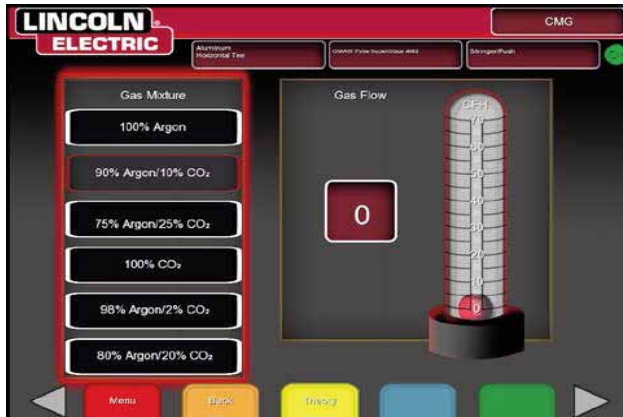 LINCOLN
ELECTRIC
CMG
Aluminum
Horizontal Tee
Stringer/Push
Gas Mixture
100% Argon
90% Argon/10% CO₂
75% Argon/25% CO₂
100% CO₂
98% Argon/2% CO₂
80% Argon/20% CO₂
Gas Flow
0
CFH
70
60
50
40
30
20
10
0
Menu
Back
Theory